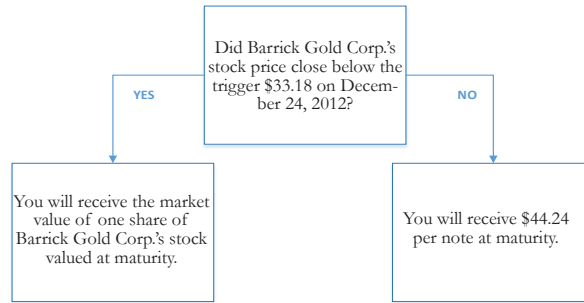 Did Barrick Gold Corp.'s
stock price close below the
trigger $33.18 on Decem-
ber 24, 2012?
YES
NO
You will receive the market
value of one share of
Barrick Gold Corp.'s stock
valued at maturity.
You will receive $44.24
per note at maturity.